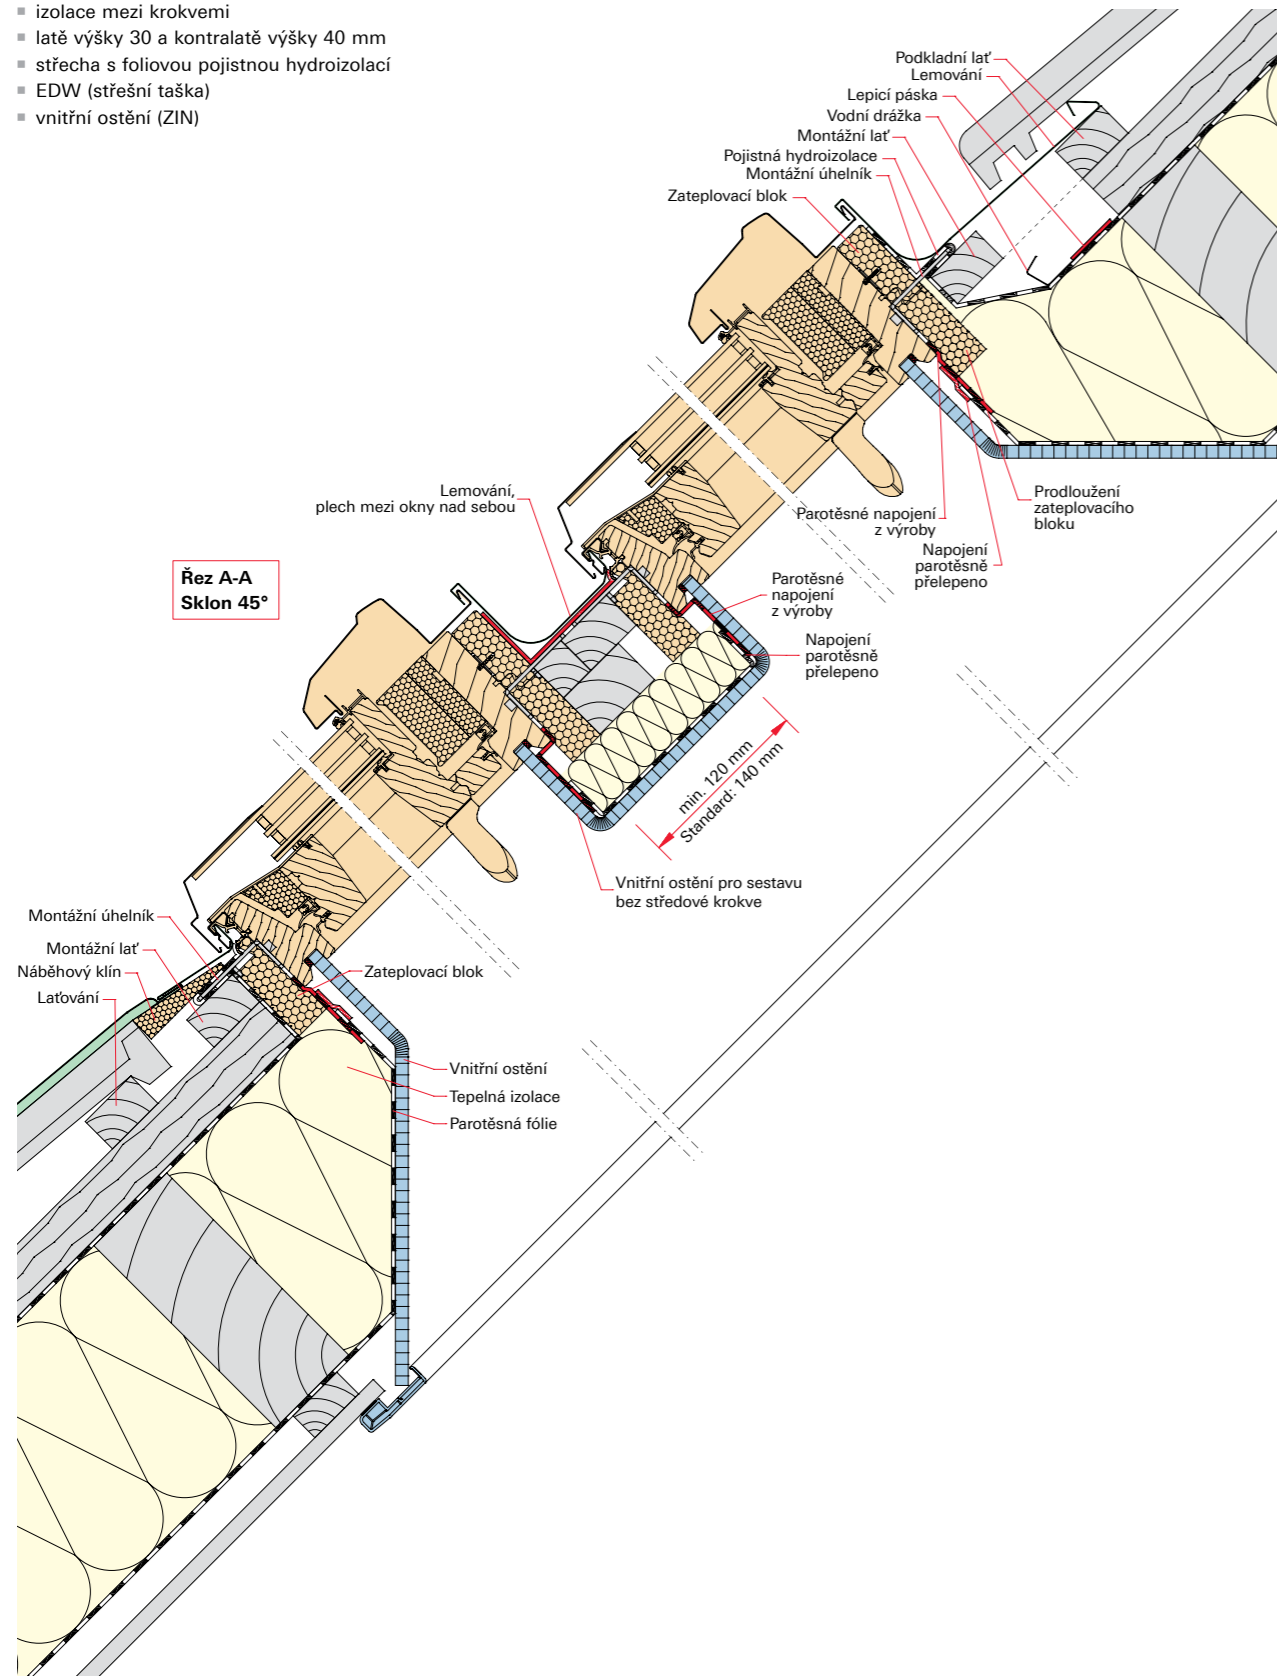 izolace mezi krokvemi
latě výšky 30 a kontralatě výšky 40 mm
střecha s foliovou pojistnou hydroizolací
EDW (střešní taška)
vnitřní ostění (ZIN)
Podkladní lať
Lemování
Lepicí páska
Vodní drážka
Montážní lať
Pojistná hydroizolace
Montážní úhelník
Zateplovací blok
Lemování,
plech mezi okny nad sebou
Prodloužení
zateplovacího
bloku
Parotěsné napojení
z výroby
Napojení
parotěsně
přelepeno
Řez A-A
Sklon 45°
Parotěsné
napojení
z výroby
Napojení
parotěsně
přelepeno
min. 120 mm
Standard: 140 mm
Vnitřní ostění pro sestavu
bez středové krokve
Montážní úhelník
Montážní lať
Náběhový klín
Laťování
Zateplovací blok
Vnitřní ostění
Tepelná izolace
Parotěsná fólie